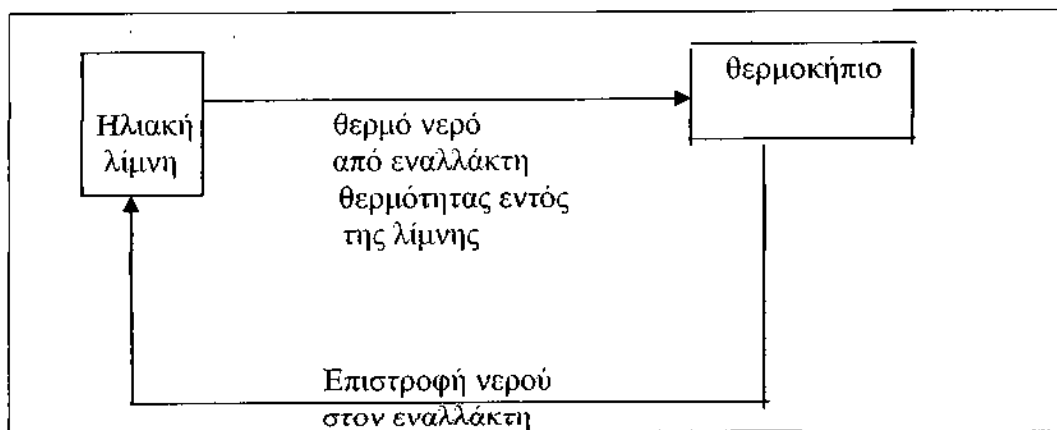 Ηλιακή
λίμνη
θερμό νερό
από εναλλάκτη
θερμότητας εντός
της λίμνης
θερμοκήπιο
Επιστροφή νερού
στον εναλλάκτη